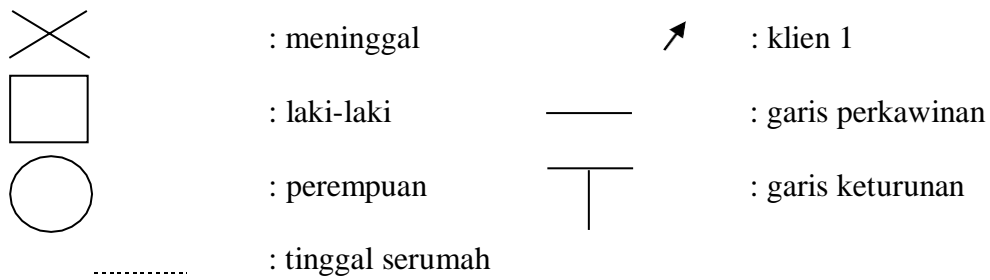 : meninggal : klien 1
: laki-laki : garis perkawinan
: perempuan : garis keturunan
: tinggal serumah